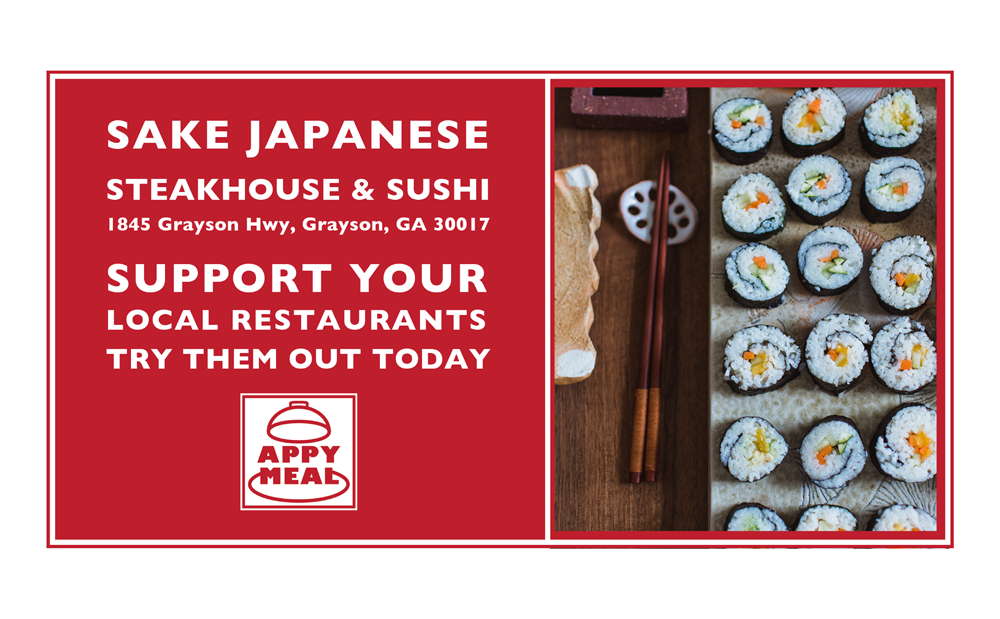 SAKE JAPANESE
STEAKHOUSE & SUSHI
1845 Grayson Hwy, Grayson, GA 30017
SUPPORT YOUR
LOCAL RESTAURANTS
TRY THEM OUT TODAY
APPY
MEAL